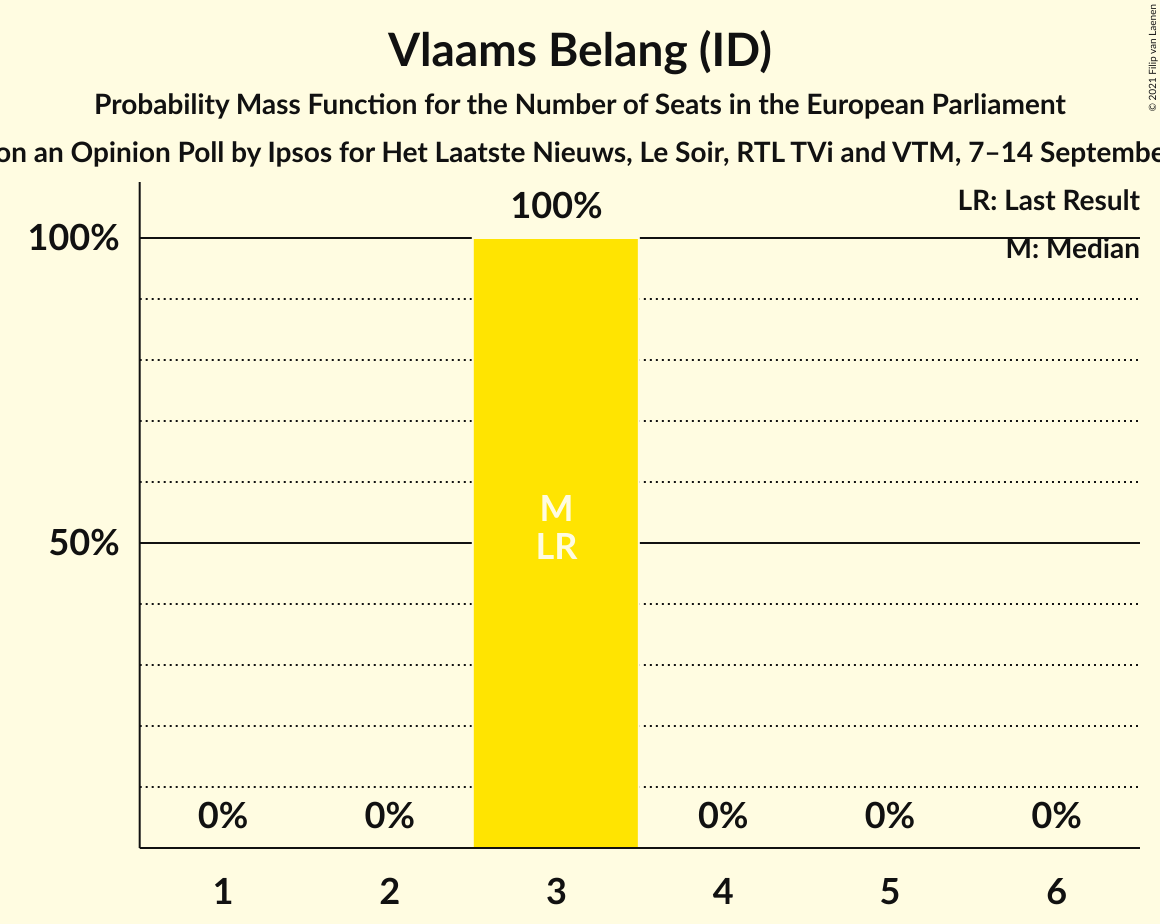 Vlaams Belang (ID)
Probability Mass Function for the Number of Seats in the European Parliament
on an Opinion Poll by Ipsos for Het Laatste Nieuws, Le Soir, RTL TVi and VTM, 7–14 Septembe
© 2021 Filip van Laenen
LR: Last Result
M: Median
100%
100%
50%
M
LR
0% 0% 0% 0% 0%
1 2 3 4 5 6